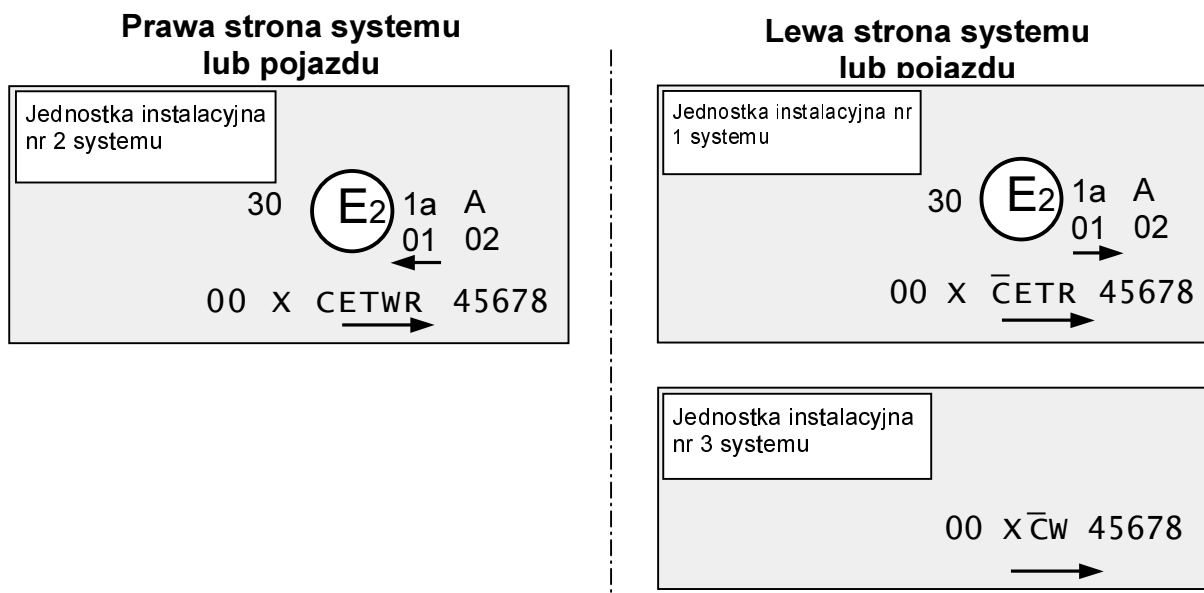 Prawa strona systemu
lub pojazdu
Jednostka instalacyjna
nr 2 systemu
30 E2 1a A
01 02
00 X CETWR 45678
Lewa strona systemu
lub pojazdu
Jednostka instalacyjna nr
1 systemu
30 E2 1a A
01 02
00 X C̅ETR 45678
Jednostka instalacyjna
nr 3 systemu
00 X C̅W 45678